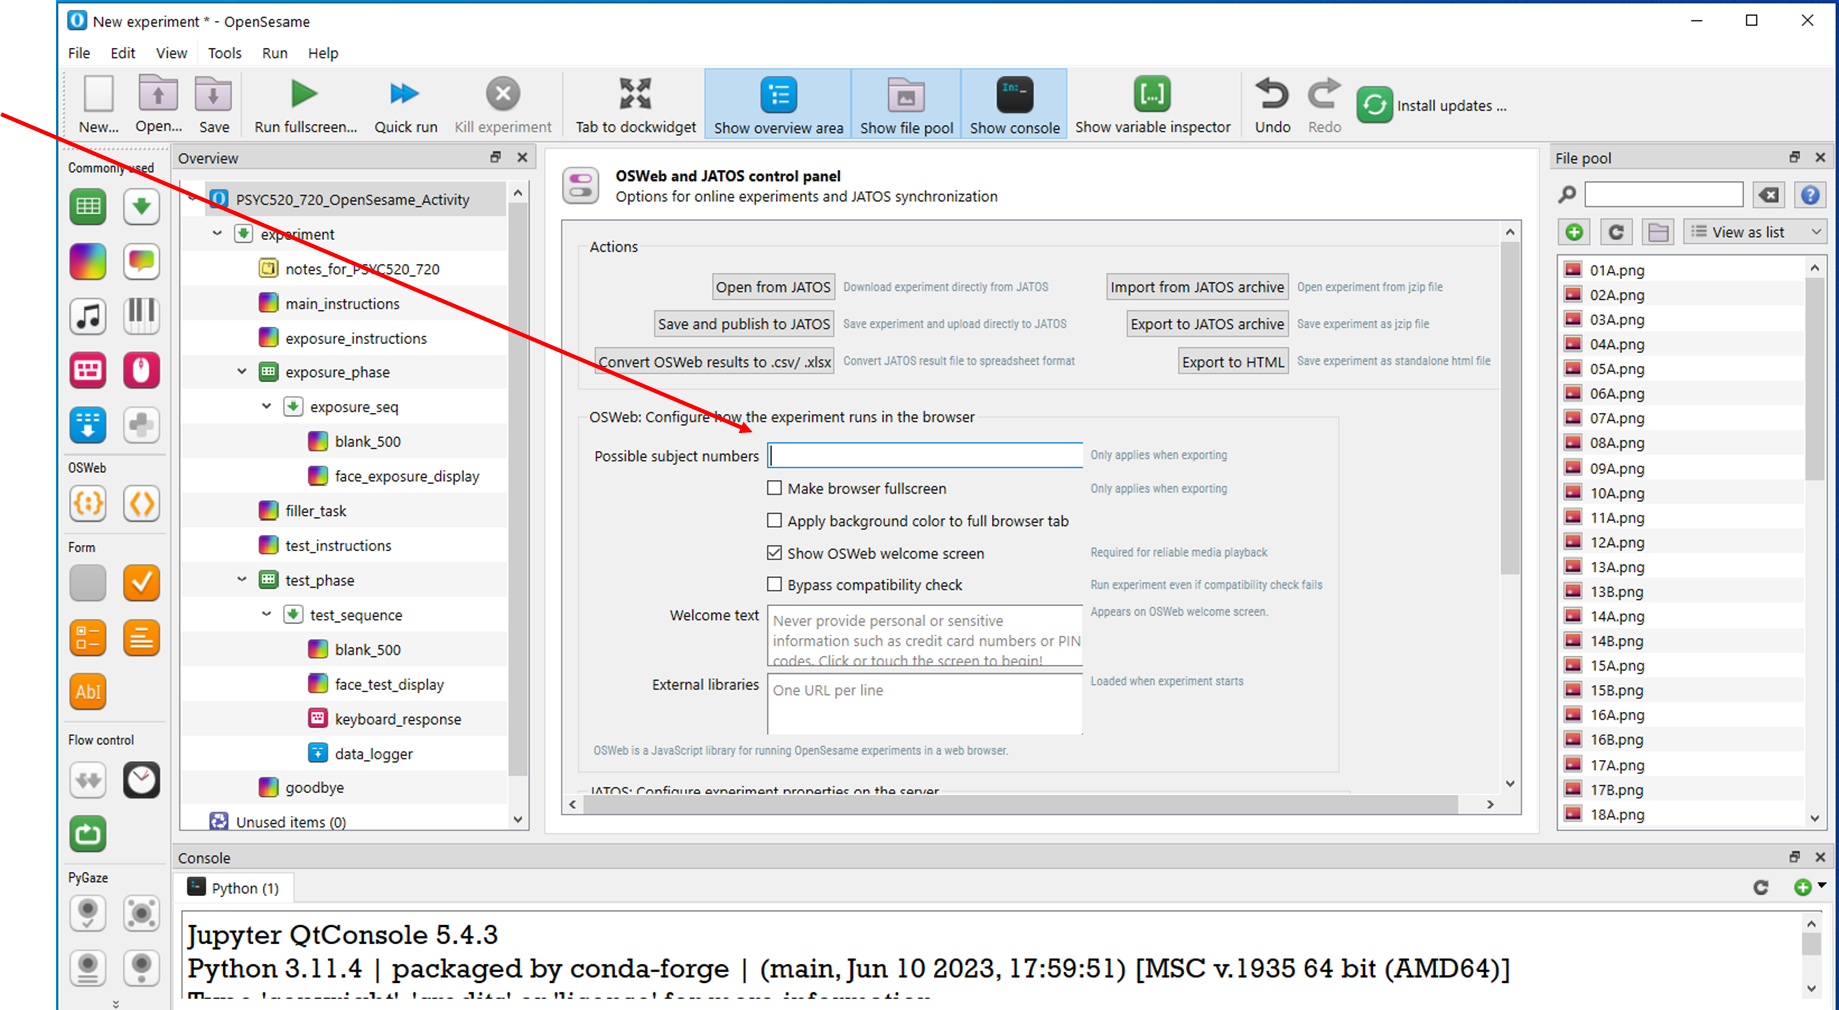 New experiment * - OpenSesame
File Edit View Tools Run Help
New... Open... Save Run fullscreen... Quick run Kill experiment Tab to dockwidget Show overview area Show file pool Show console Show variable inspector Undo Redo Install updates ...
In:_
[...]
Commonly used
OSWeb
Form
AbI
Flow control
PyGaze
Overview
PSYC520_720_OpenSesame_Activity
experiment
notes_for_PSYC520_720
main_instructions
exposure_instructions
exposure_phase
exposure_seq
blank_500
face_exposure_display
filler_task
test_instructions
test_phase
test_sequence
blank_500
face_test_display
keyboard_response
data_logger
goodbye
Unused items (0)
OSWeb and JATOS control panel
Options for online experiments and JATOS synchronization
Actions
Open from JATOS Download experiment directly from JATOS Import from JATOS archive Open experiment from jzip file
Save and publish to JATOS Save experiment and upload directly to JATOS Export to JATOS archive Save experiment as jzip file
Convert OSWeb results to .csv/ .xlsx Convert JATOS result file to spreadsheet format Export to HTML Save experiment as standalone html file
OSWeb: Configure how the experiment runs in the browser
Possible subject numbers Only applies when exporting
Make browser fullscreen Only applies when exporting
Apply background color to full browser tab
Show OSWeb welcome screen Required for reliable media playback
Bypass compatibility check Run experiment even if compatibility check fails
Welcome text Never provide personal or sensitive Appears on OSWeb welcome screen.
information such as credit card numbers or PIN
codes. Click or touch the screen to begin!
External libraries One URL per line Loaded when experiment starts
OSWeb is a JavaScript library for running OpenSesame experiments in a web browser.
JATOS: Configure experiment properties on the server
File pool
View as list
01A.png
02A.png
03A.png
04A.png
05A.png
06A.png
07A.png
08A.png
09A.png
10A.png
11A.png
12A.png
13A.png
13B.png
14A.png
14B.png
15A.png
15B.png
16A.png
16B.png
17A.png
17B.png
18A.png
Console
Python (1)
Jupyter QtConsole 5.4.3
Python 3.11.4 | packaged by conda-forge | (main, Jun 10 2023, 17:59:51) [MSC v.1935 64 bit (AMD64)]
Type 'copyright', 'credits' or 'license' for more information